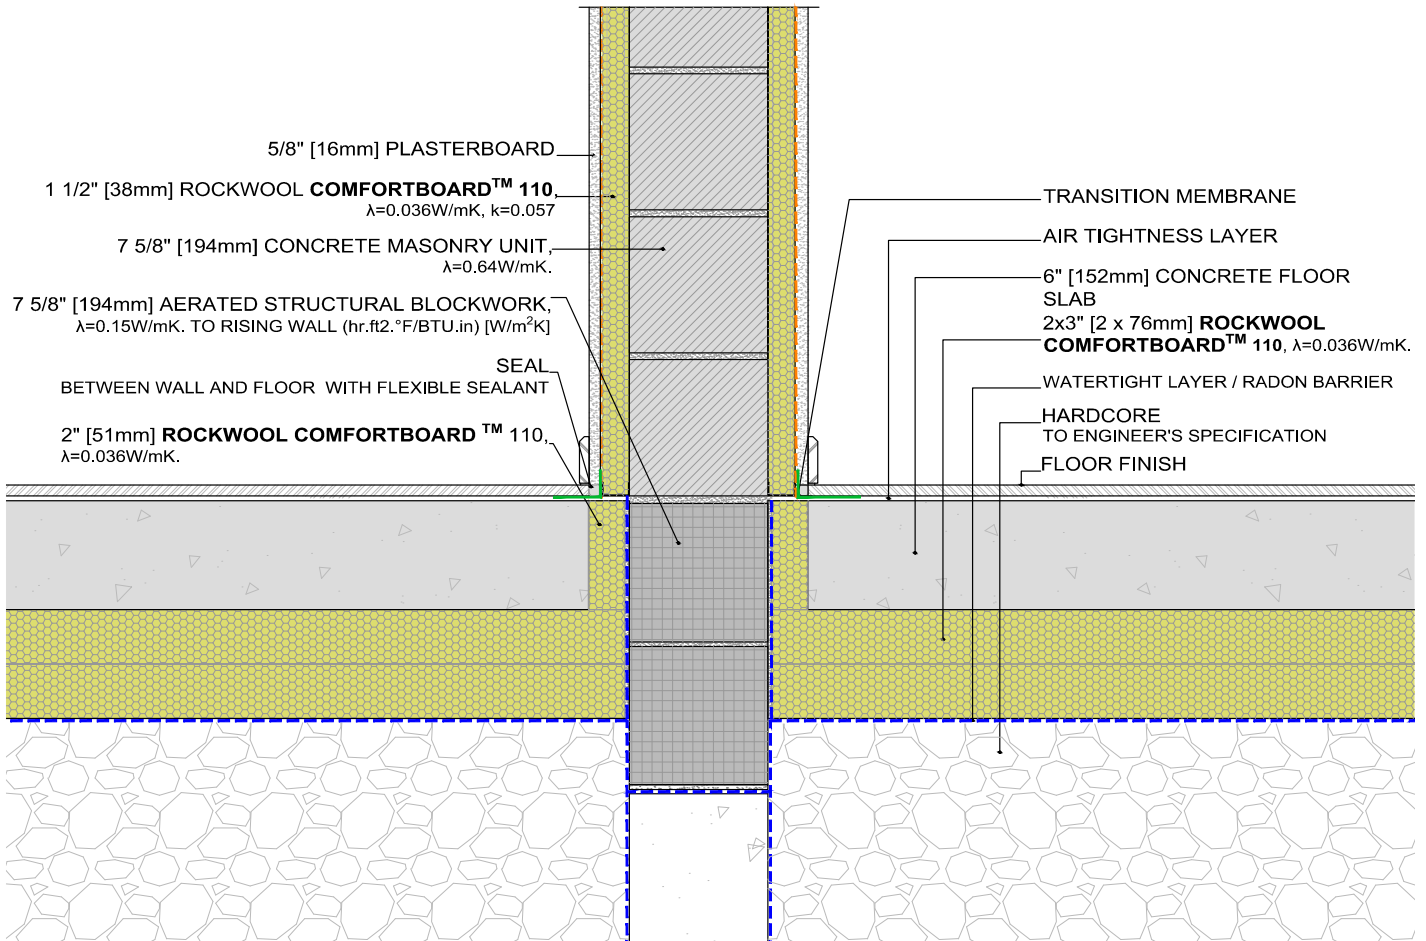 5/8" [16mm] PLASTERBOARD
1 1/2" [38mm] ROCKWOOL COMFORTBOARD™ 110,
λ=0.036W/mK, k=0.057
7 5/8" [194mm] CONCRETE MASONRY UNIT,
λ=0.64W/mK.
7 5/8" [194mm] AERATED STRUCTURAL BLOCKWORK,
λ=0.15W/mK. TO RISING WALL (hr.ft2.°F/BTU.in) [W/m²K]
SEAL
BETWEEN WALL AND FLOOR WITH FLEXIBLE SEALANT
2" [51mm] ROCKWOOL COMFORTBOARD ™ 110,
λ=0.036W/mK.
TRANSITION MEMBRANE
AIR TIGHTNESS LAYER
6" [152mm] CONCRETE FLOOR
SLAB
2x3" [2 x 76mm] ROCKWOOL
COMFORTBOARD™ 110, λ=0.036W/mK.
WATERTIGHT LAYER / RADON BARRIER
HARDCORE
TO ENGINEER'S SPECIFICATION
FLOOR FINISH